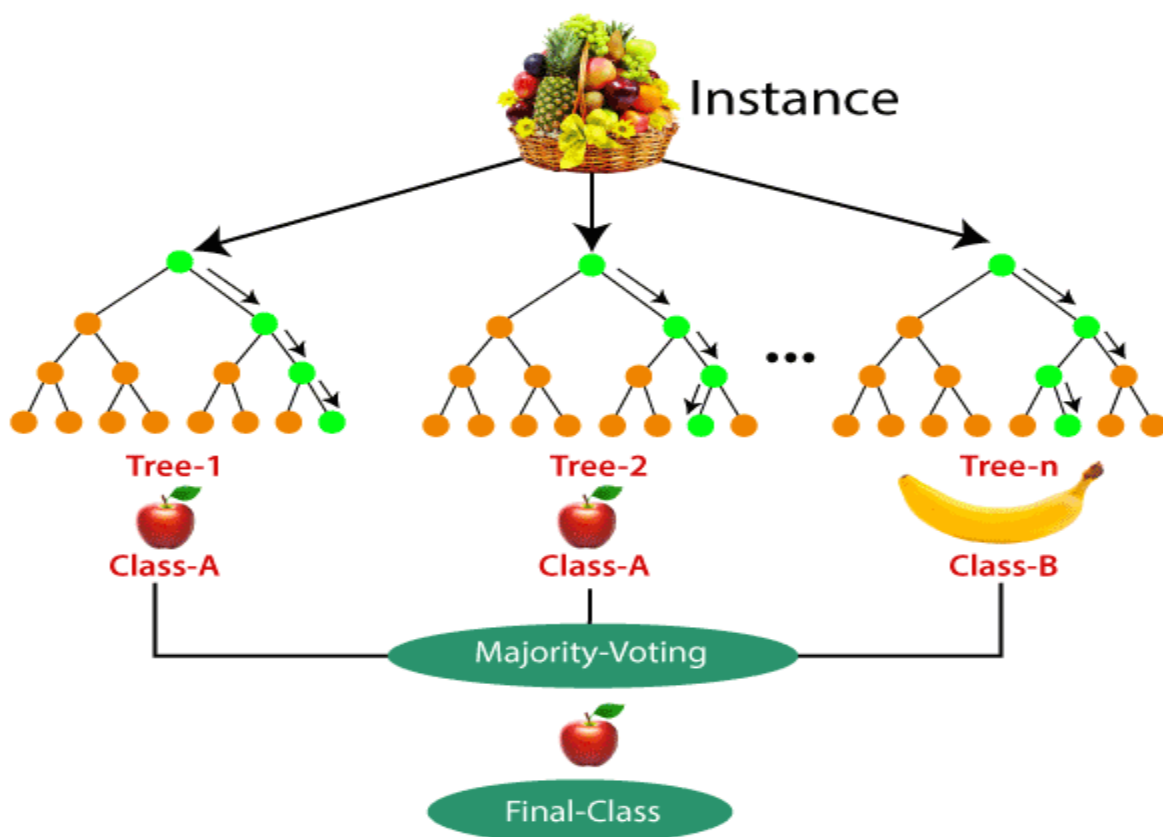 Instance
Tree-1
Tree-2
Tree-n
Class-A
Class-A
Class-B
Majority-Voting
Final-Class